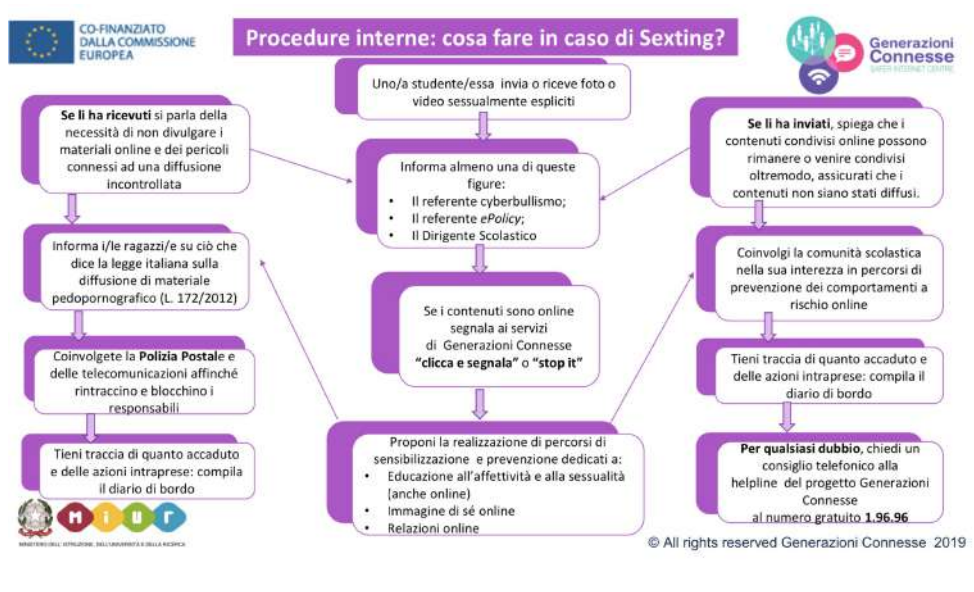 CO-FINANZIATO
DALLA COMMISSIONE
EUROPEA
Procedure interne: cosa fare in caso di Sexting?
Generazioni
Connesse
SAFER INTERNET CENTRE
Uno/a studente/essa invia o riceve foto o
video sessualmente espliciti
Se li ha ricevuti si parla della
necessità di non divulgare i
materiali online e dei pericoli
connessi ad una diffusione
incontrollata
Informa i/le ragazzi/e su ciò che
dice la legge italiana sulla
diffusione di materiale
pedopornografico (L. 172/2012)
Coinvolgete la Polizia Postale e
delle telecomunicazioni affinché
rintraccino e blocchino i
responsabili
Tieni traccia di quanto accaduto
e delle azioni intraprese: compila
il diario di bordo
Informa almeno una di queste
figure:
• Il referente cyberbullismo;
• Il referente ePolicy;
• Il Dirigente Scolastico
Se i contenuti sono online
segnala ai servizi
di Generazioni Connesse
“clicca e segnala” o “stop it”
Proponi la realizzazione di percorsi di
sensibilizzazione e prevenzione dedicati a:
• Educazione all’affettività e alla sessualità
(anche online)
• Immagine di sé online
• Relazioni online
Se li ha inviati, spiega che i
contenuti condivisi online possono
rimanere o venire condivisi
oltremodo, assicurati che i
contenuti non siano stati diffusi.
Coinvolgi la comunità scolastica
nella sua interezza in percorsi di
prevenzione dei comportamenti a
rischio online
Tieni traccia di quanto accaduto e
delle azioni intraprese: compila il
diario di bordo
Per qualsiasi dubbio, chiedi un
consiglio telefonico alla
helpline del progetto Generazioni
Connesse
al numero gratuito 1.96.96
miur
MINISTERO DELL'ISTRUZIONE, DELL'UNIVERSITÀ E DELLA RICERCA
© All rights reserved Generazioni Connesse 2019